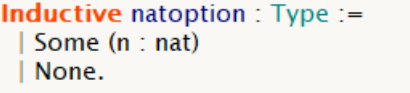 Inductive natoption : Type :=
| Some (n : nat)
| None.